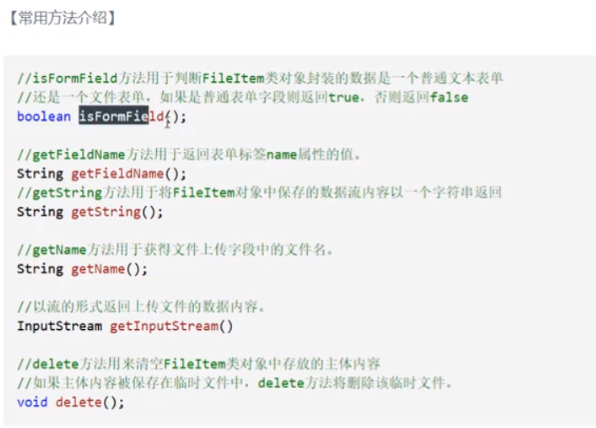 【常用方法介绍】
//isFormField方法用于判断FileItem类对象封装的数据是一个普通文本表单
//还是一个文件表单，如果是普通表单字段则返回true，否则返回false
boolean isFormField();
//getFieldName方法用于返回表单标签name属性的值。
String getFieldName();
//getString方法用于将FileItem对象中保存的数据流内容以一个字符串返回
String getString();
//getName方法用于获得文件上传字段中的文件名。
String getName();
//以流的形式返回上传文件的数据内容。
InputStream getInputStream()
//delete方法用来清空FileItem类对象中存放的主体内容
//如果主体内容被保存在临时文件中，delete方法将删除该临时文件。
void delete();